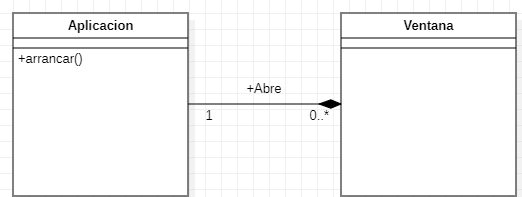 Aplicacion
+arrancar()
+Abre
1
0..*
Ventana